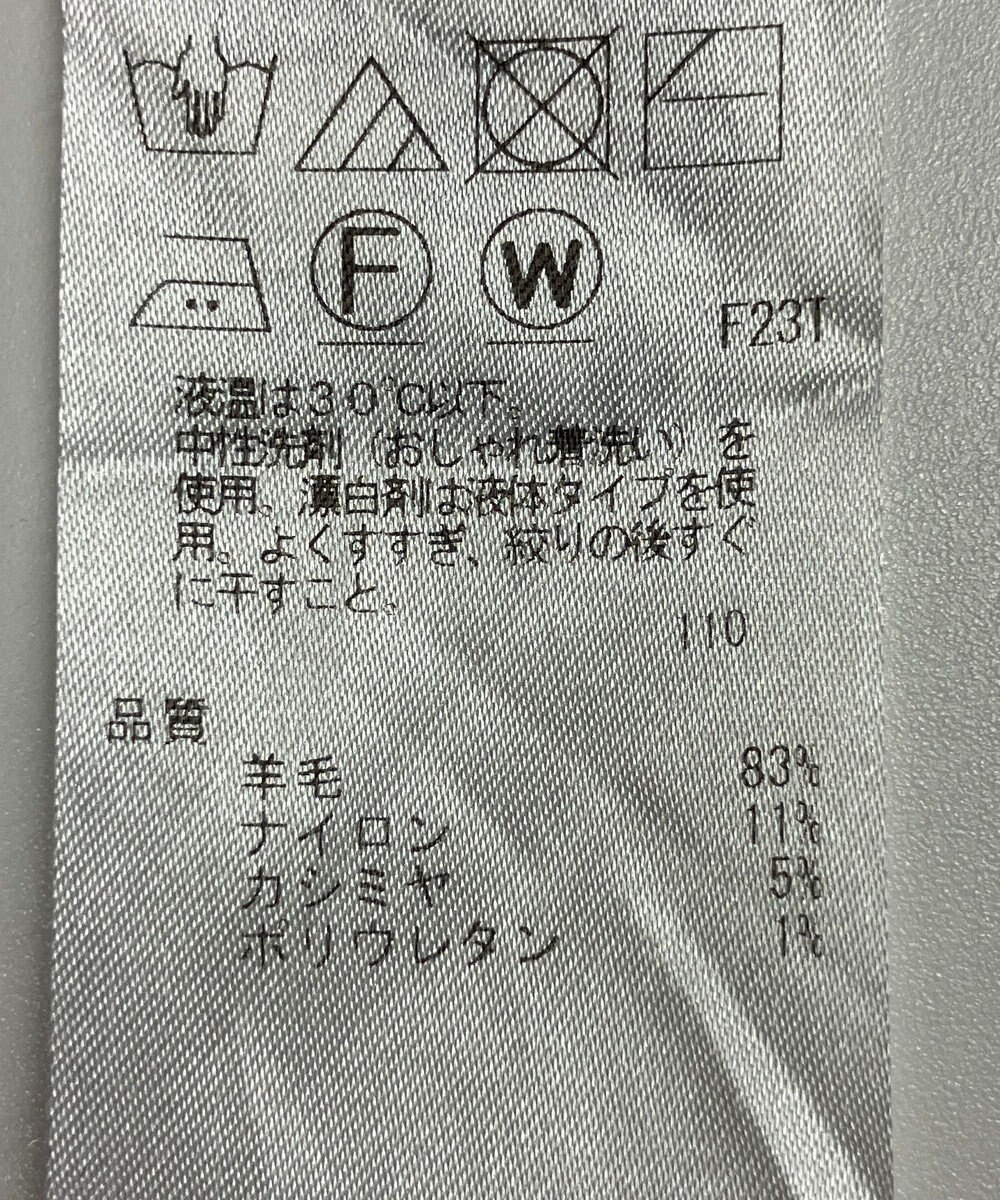 F W
F23T
液温は30℃以下。
中性洗剤（おしゃれ着洗い）を
使用。漂白剤は液体タイプを使
用。よくすすぎ、絞りの後すぐ
に干すこと。
110
品質
羊毛 83%
ナイロン 11%
カシミヤ 5%
ポリウレタン 1%